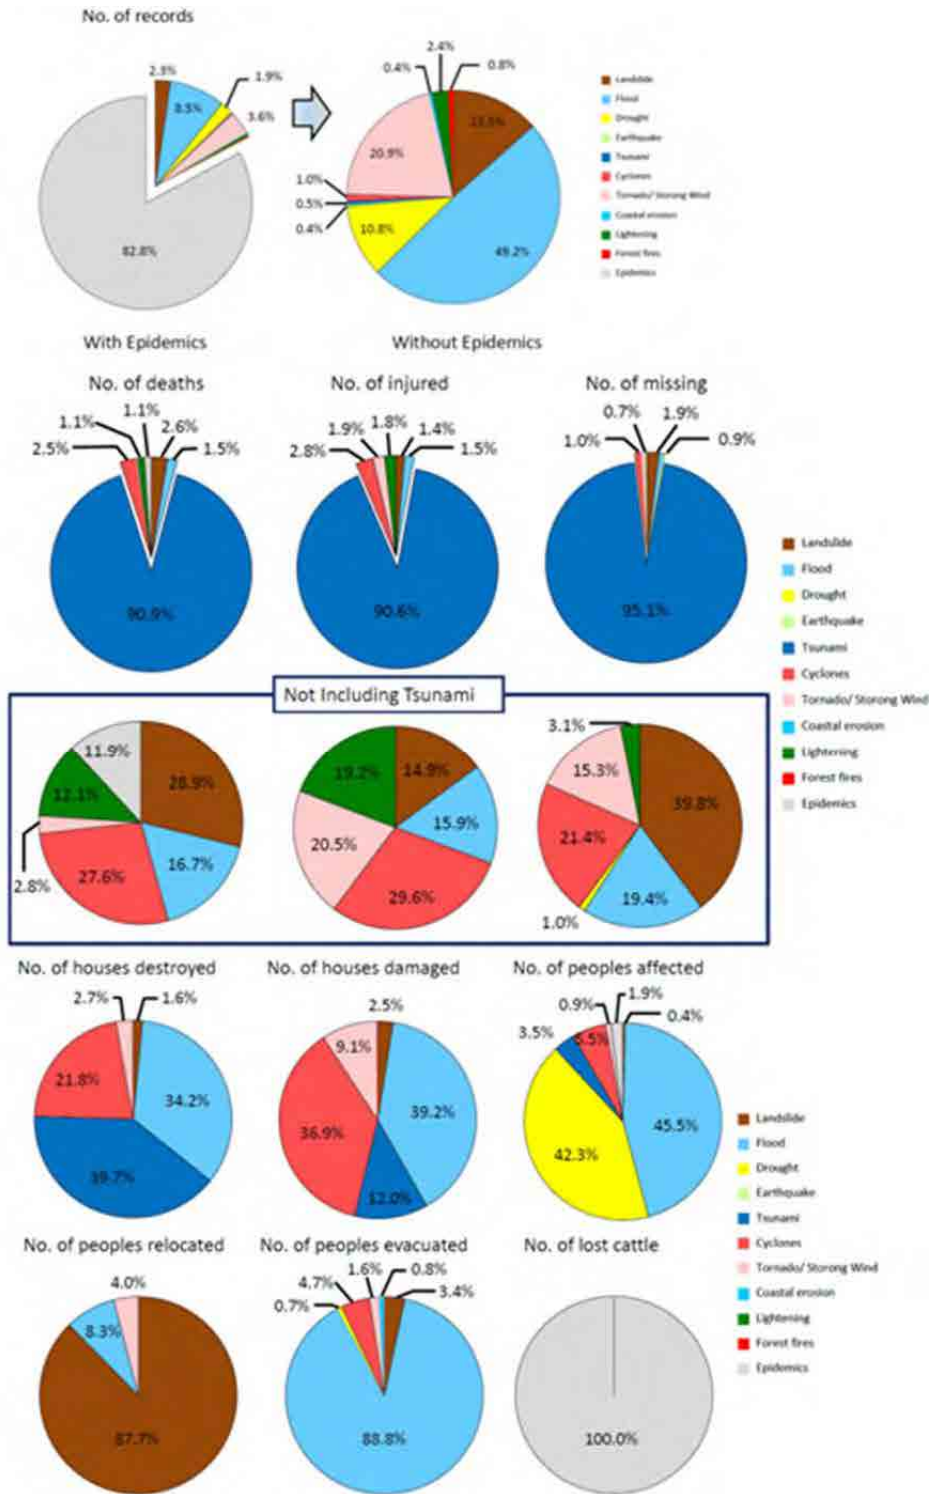 No. of records
2.3%
8.5%
1.9%
3.6%
82.8%
0.4%
2.4%
0.8%
13.5%
20.9%
1.0%
0.5%
0.4%
10.8%
49.2%
Landslide
Flood
Drought
Earthquake
Tsunami
Cyclones
Tornado/ Storong Wind
Coastal erosion
Lightening
Forest fires
Epidemics
With Epidemics
Without Epidemics
No. of deaths
No. of injured
No. of missing
1.1%
1.1%
2.6%
2.5%
1.5%
90.9%
1.9%
1.8%
1.4%
2.8%
1.5%
90.6%
0.7%
1.9%
1.0%
0.9%
95.1%
Landslide
Flood
Drought
Earthquake
Tsunami
Cyclones
Tornado/ Storong Wind
Coastal erosion
Lightening
Forest fires
Epidemics
Not Including Tsunami
11.9%
28.9%
12.1%
2.8%
27.6%
16.7%
19.2%
14.9%
20.5%
15.9%
29.6%
3.1%
15.3%
39.8%
21.4%
1.0%
19.4%
No. of houses destroyed
No. of houses damaged
No. of peoples affected
2.7%
1.6%
21.8%
34.2%
39.7%
2.5%
9.1%
36.9%
39.2%
12.0%
0.9%
1.9%
0.4%
3.5%
5.5%
42.3%
45.5%
Landslide
Flood
Drought
Earthquake
Tsunami
Cyclones
Tornado/ Storong Wind
Coastal erosion
Lightening
Forest fires
Epidemics
No. of peoples relocated
No. of peoples evacuated
No. of lost cattle
4.0%
8.3%
87.7%
4.7%
1.6%
0.8%
0.7%
3.4%
88.8%
100.0%